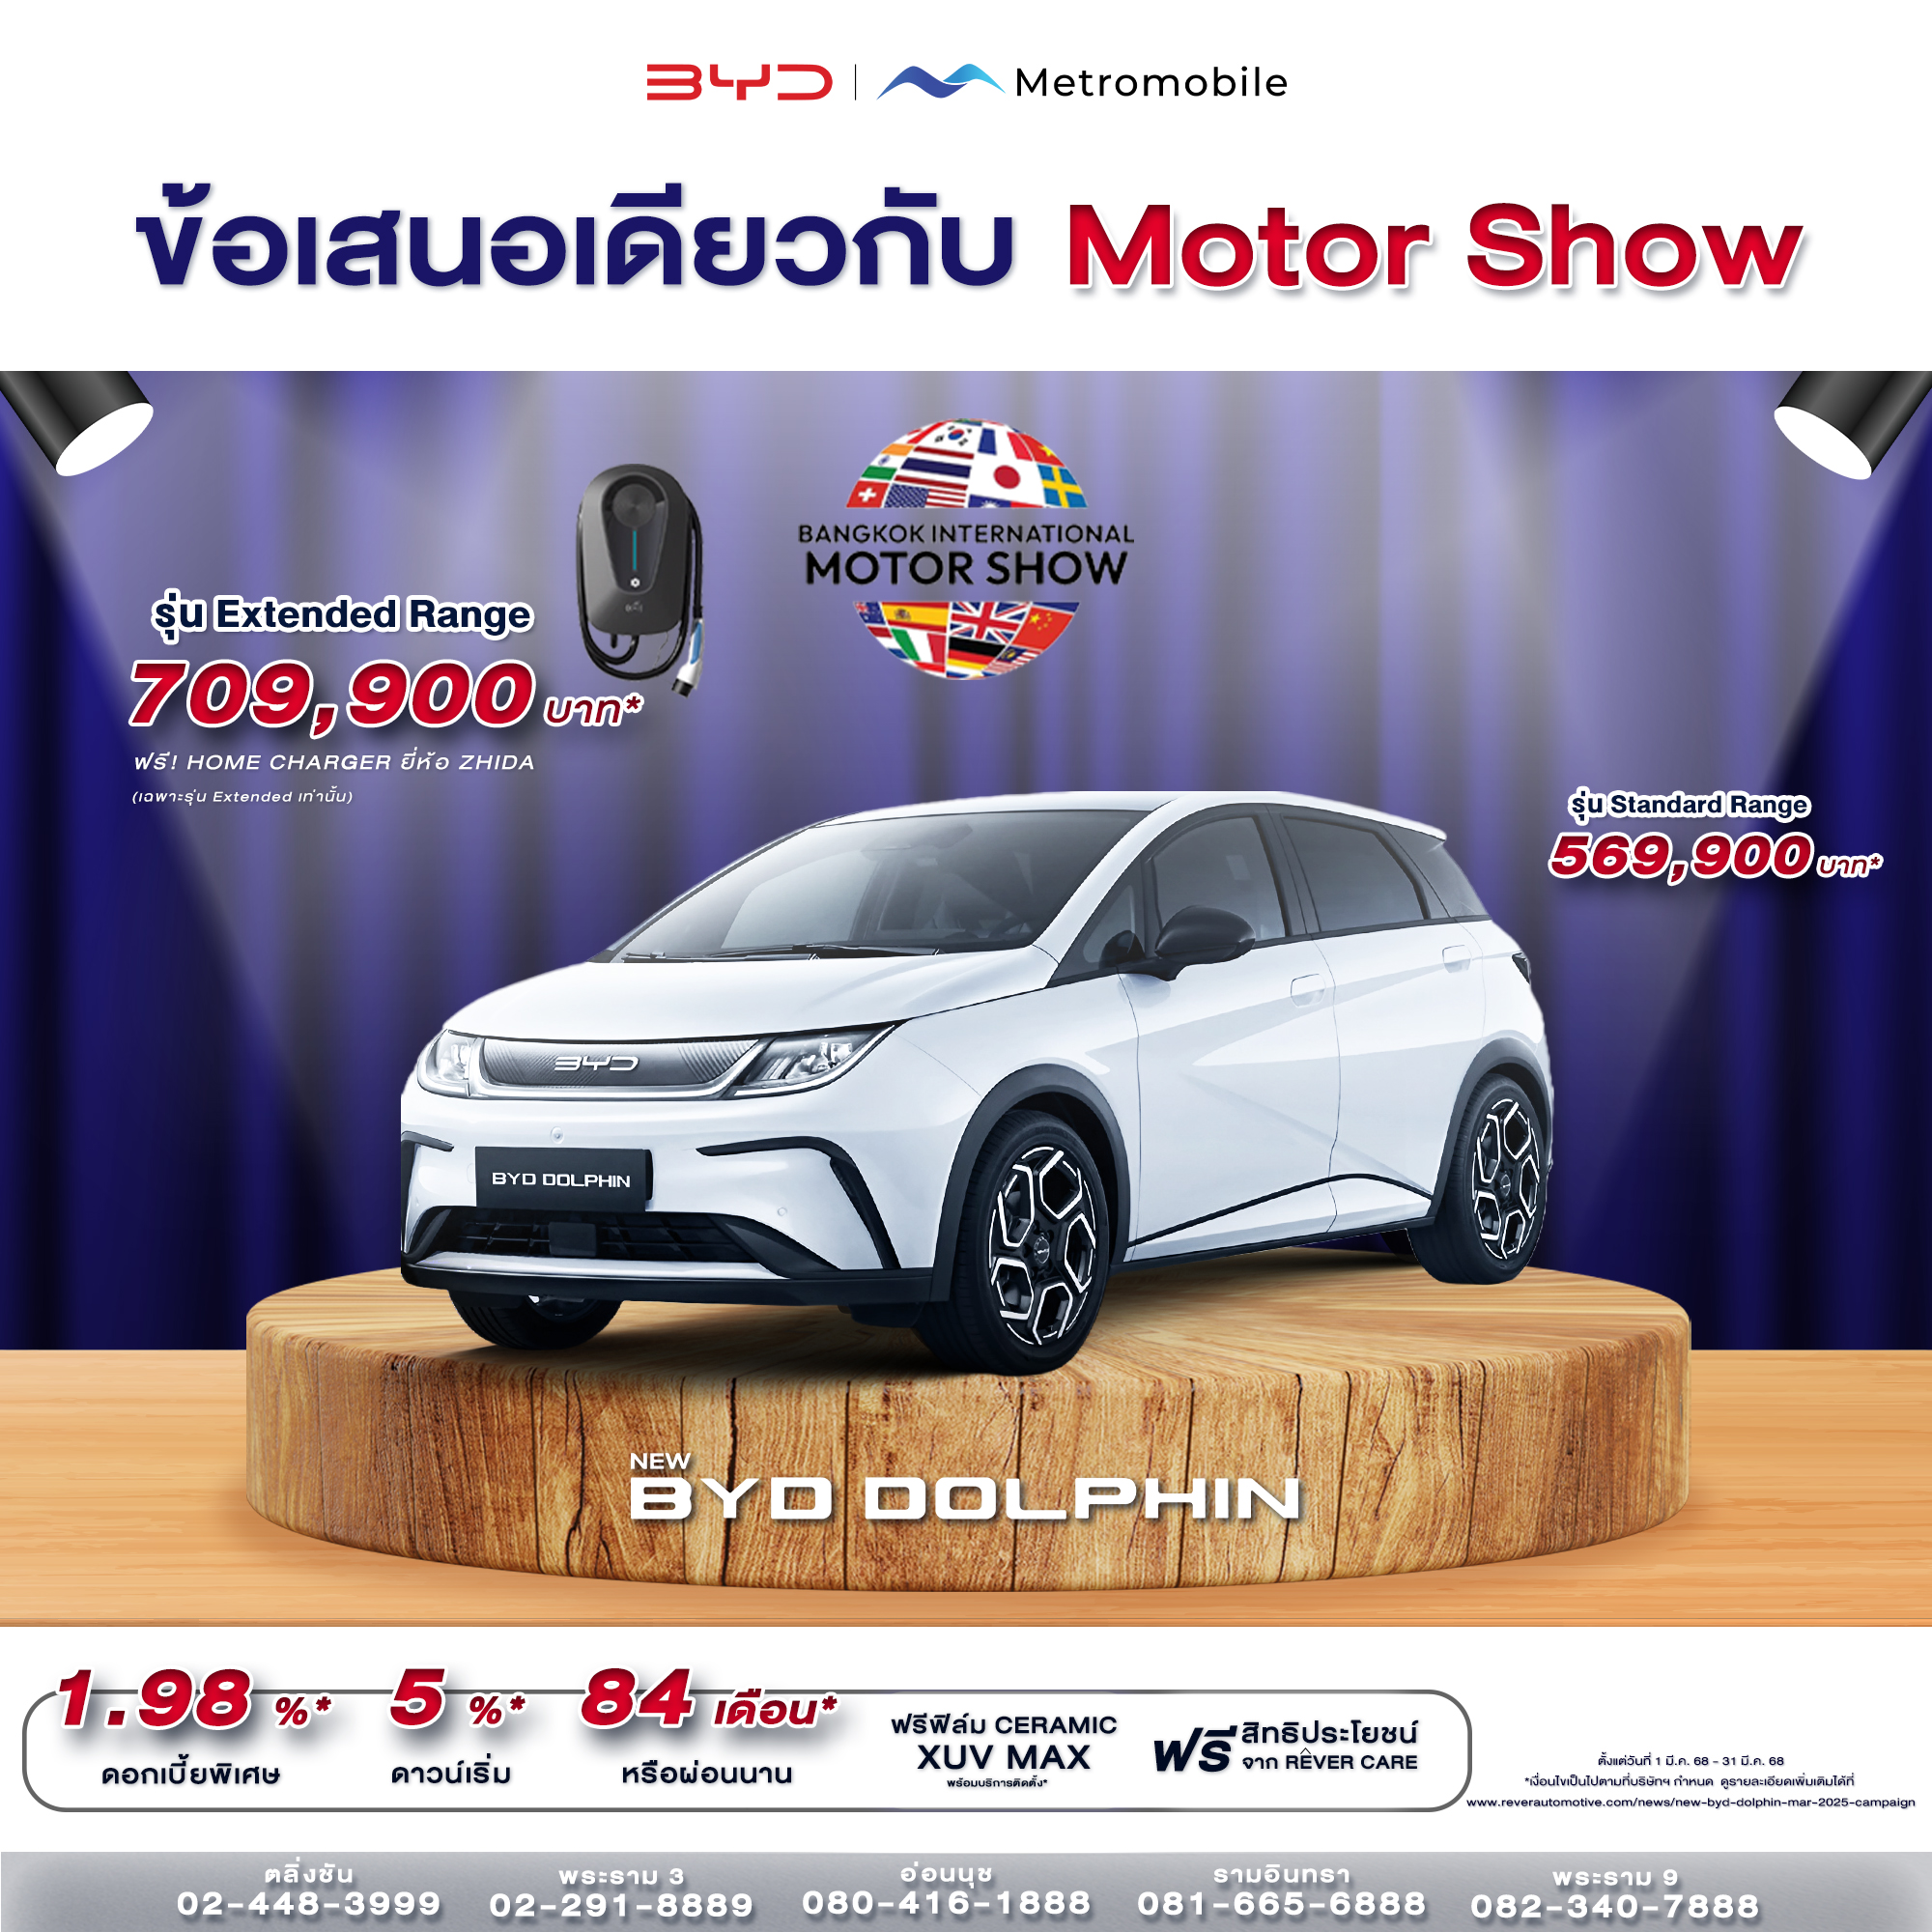 BYD | Metromobile
ข้อเสนอเดียวกับ Motor Show
BANGKOK INTERNATIONAL
MOTOR SHOW
รุ่น Extended Range
709,900 บาท*
ฟรี! HOME CHARGER ยี่ห้อ ZHIDA
(เฉพาะรุ่น Extended เท่านั้น)
รุ่น Standard Range
569,900 บาท*
BYD
BYD DOLPHIN
NEW
BYD DOLPHIN
1.98 %*
ดอกเบี้ยพิเศษ
5 %*
ดาวน์เริ่ม
84 เดือน*
หรือผ่อนนาน
ฟรีฟิล์ม CERAMIC
XUV MAX
พร้อมบริการติดตั้ง*
ฟรี สิทธิประโยชน์
จาก RÊVER CARE
ตั้งแต่วันที่ 1 มี.ค. 68 - 31 มี.ค. 68
*เงื่อนไขเป็นไปตามที่บริษัทฯ กำหนด ดูรายละเอียดเพิ่มเติมได้ที่
www.reverautomotive.com/news/new-byd-dolphin-mar-2025-campaign
ตลิ่งชัน
02-448-3999
พระราม 3
02-291-8889
อ่อนนุช
080-416-1888
รามอินทรา
081-665-6888
พระราม 9
082-340-7888